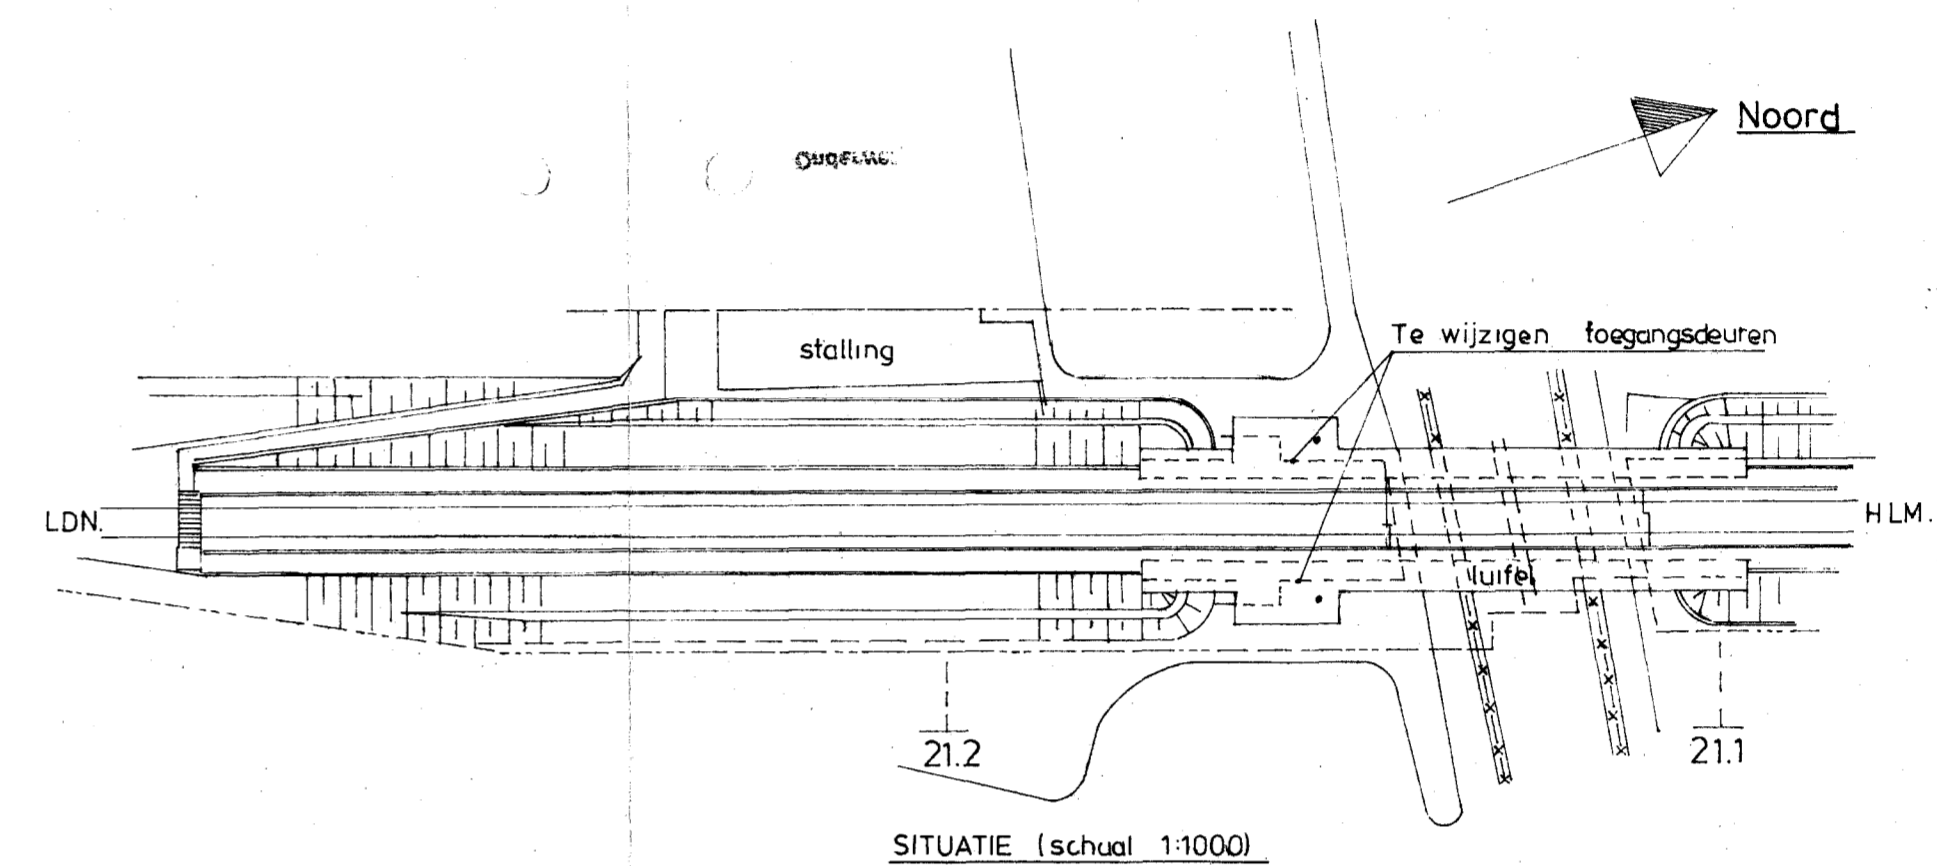 Noord
Te wijzigen toegangsdeuren
stalling
LDN.
HLM.
luifel
21.2
21.1
SITUATIE (schaal 1:1000)